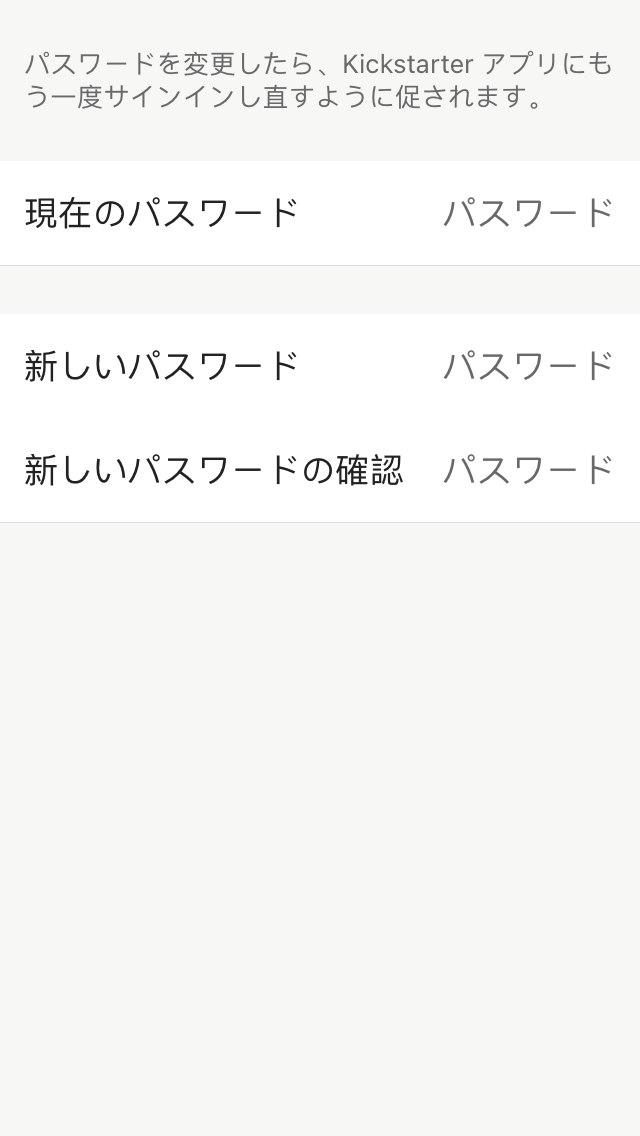 パスワードを変更したら、Kickstarter アプリにも
う一度サインインし直すように促されます。
現在のパスワード パスワード
新しいパスワード パスワード
新しいパスワードの確認 パスワード